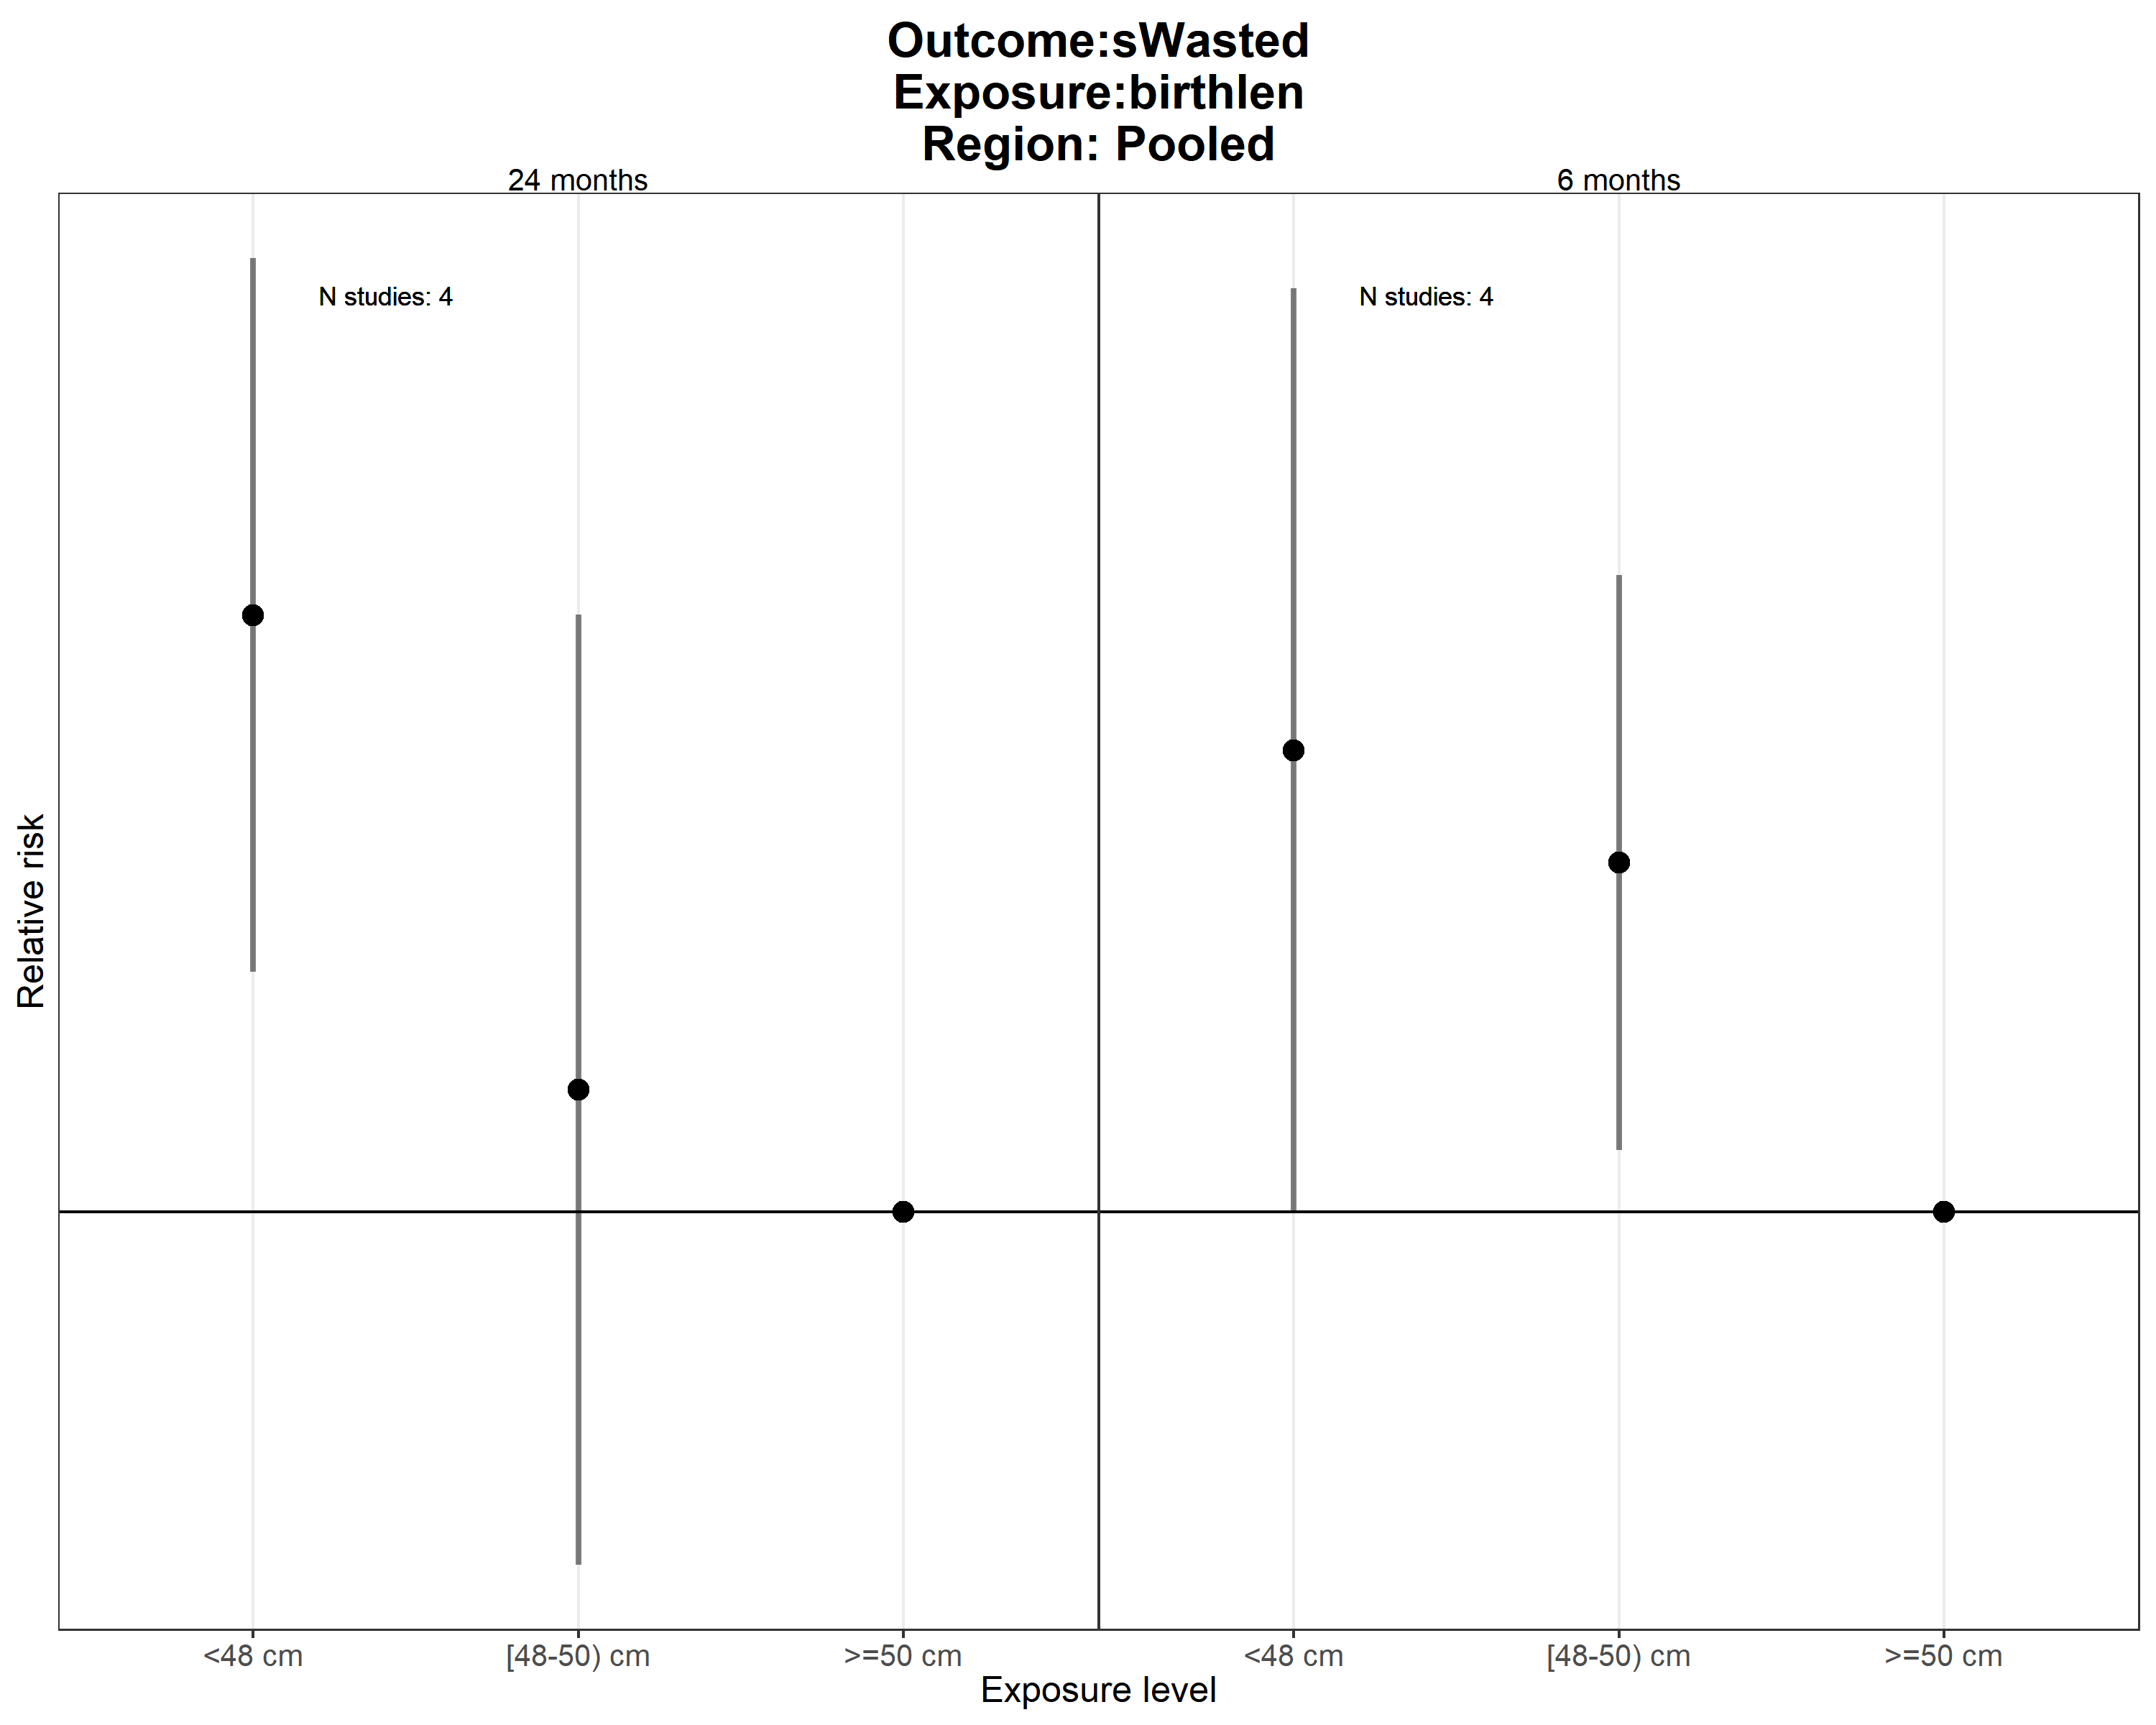 Outcome:sWasted
Exposure:birthlen
Region: Pooled
24 months
6 months
N studies: 4
N studies: 4
Relative risk
<48 cm
[48-50) cm
>=50 cm
<48 cm
[48-50) cm
>=50 cm
Exposure level